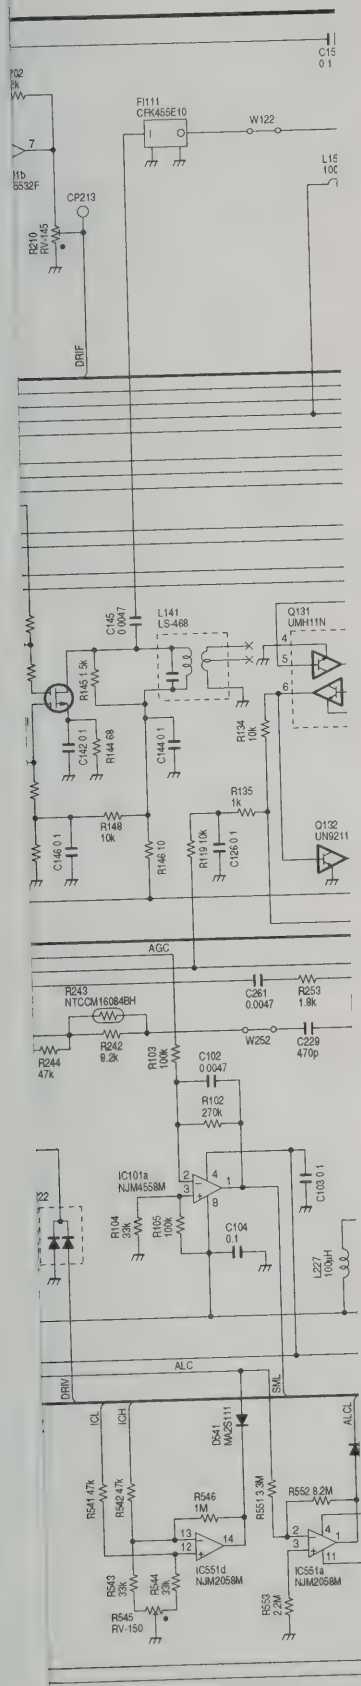 C15
0.1
FI111
CFK455E10
I
O
W122
L15
100
7
R210
RV-145
CP213
DRIF
C145
0.0047
L141
LS-468
Q131
UMH11N
4
5
6
R145 1.5k
C142 0.1
R144 68
C144 0.1
R134
10k
R135
1k
R148
10k
C146 0.1
R146 10
R119 10k
C126 0.1
Q132
UN9211
AGC
R243
NTCCM16084BH
C261
0.0047
R253
1.8k
R244
47k
R242
8.2k
W252
C229
470p
R103
100k
C102
0.0047
R102
270k
IC101a
NJM4558M
2
3
4
1
8
R104
33k
R105
100k
C104
0.1
C103 0.1
L227
100μH
ALC
DRIV
ICL
ICH
SML
ALCL
D541
MA2S111
R541 47k
R542 47k
R546
1M
R551 3.3M
R552 8.2M
13
12
14
2
3
4
1
11
R543
33k
R544
33k
IC551d
NJM2058M
IC551a
NJM2058M
R545
RV-150
R553
2.2M